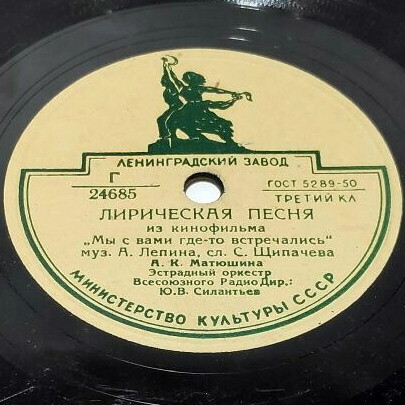 ЛЕНИНГРАДСКИЙ ЗАВОД
Г
24685
ГОСТ 5289-50
ТРЕТИЙ КЛ
ЛИРИЧЕСКАЯ ПЕСНЯ
ИЗ КИНОФИЛЬМА
„Мы с вами где-то встречались“
муз. А. Лепина, сл. С. Щипачева
А. К. Матюшина
Эстрадный оркестр
Всесоюзного Радио Дир.:
Ю.В. Силантьев
МИНИСТЕРСТВО КУЛЬТУРЫ СССР